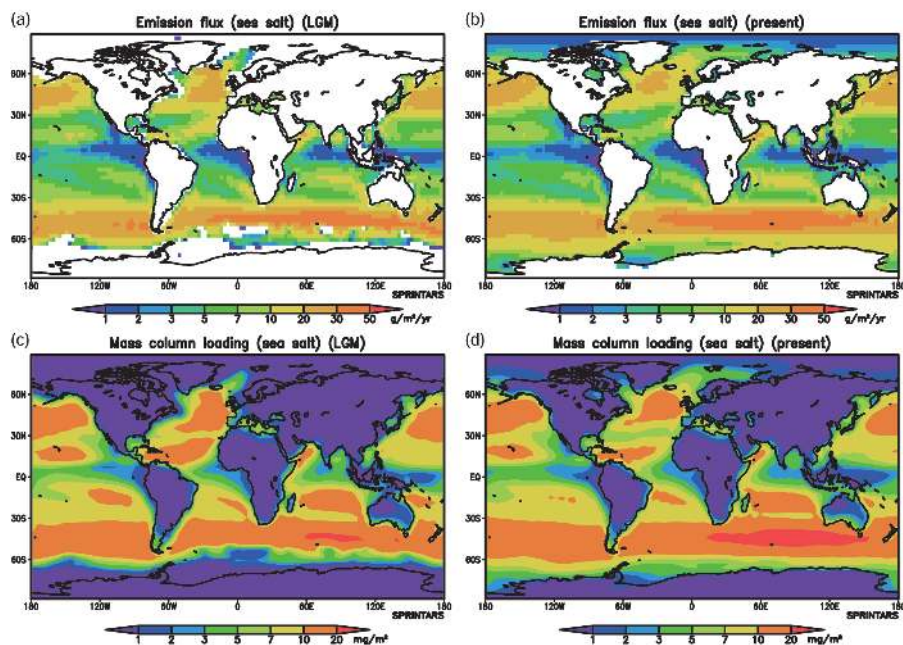 (a)
Emission flux (sea salt) (LGM)
60N
30N
EQ
30S
60S
180 120W 60W 0 60E 120E 180
SPRINTARS
1 2 3 5 7 10 20 30 50 g/m²/yr
(b)
Emission flux (sea salt) (present)
60N
30N
EQ
30S
60S
180 120W 60W 0 60E 120E 180
SPRINTARS
1 2 3 5 7 10 20 30 50 g/m²/yr
(c)
Mass column loading (sea salt) (LGM)
60N
30N
EQ
30S
60S
180 120W 60W 0 60E 120E 180
SPRINTARS
1 2 3 5 7 10 20 mg/m²
(d)
Mass column loading (sea salt) (present)
60N
30N
EQ
30S
60S
180 120W 60W 0 60E 120E 180
SPRINTARS
1 2 3 5 7 10 20 mg/m²